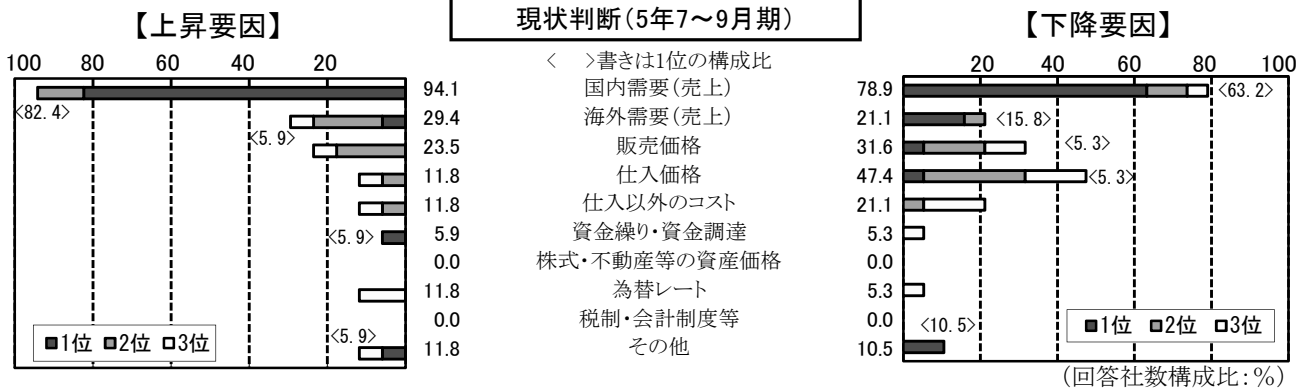 現状判断(5年7～9月期)
【上昇要因】
【下降要因】
100 80 60 40 20
〈　〉書きは1位の構成比
20 40 60 80 100
94.1 国内需要(売上) 78.9 <63.2>
<82.4>
29.4 海外需要(売上) 21.1 <15.8>
<5.9>
23.5 販売価格 31.6 <5.3>
11.8 仕入価格 47.4 <5.3>
11.8 仕入以外のコスト 21.1
<5.9> 5.9 資金繰り・資金調達 5.3
0.0 株式・不動産等の資産価格 0.0
11.8 為替レート 5.3
0.0 税制・会計制度等 0.0 <10.5>
■1位 ■2位 □3位 <5.9>
■1位 ■2位 □3位
11.8 その他 10.5
(回答社数構成比：%)